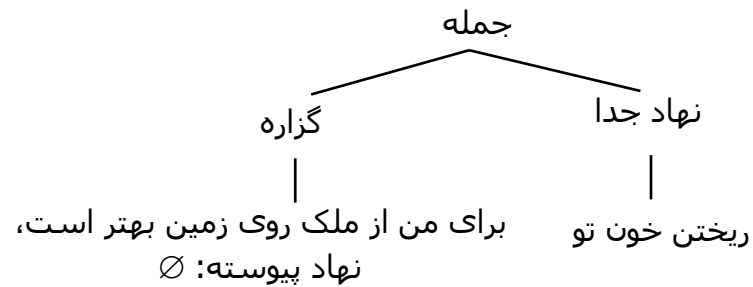 جمله
نهاد جدا
گزاره
ریختن خون تو
برای من از ملک روی زمین بهتر است،
نهاد پیوسته: ∅